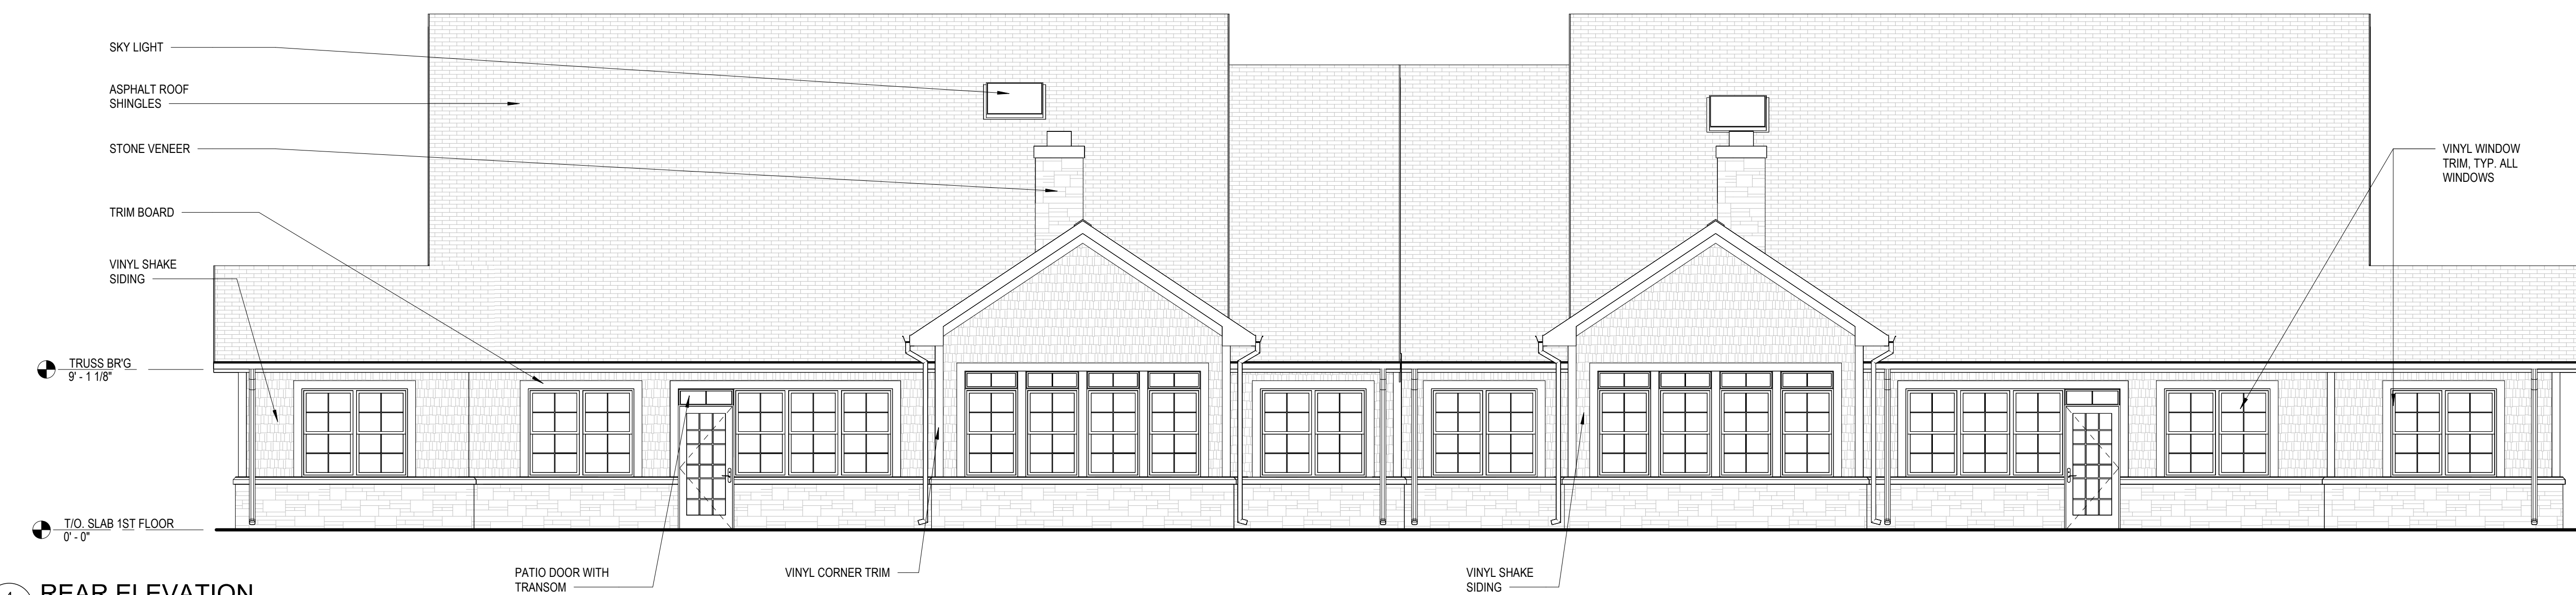 SKY LIGHT
ASPHALT ROOF
SHINGLES
STONE VENEER
TRIM BOARD
VINYL SHAKE
SIDING
VINYL WINDOW
TRIM, TYP. ALL
WINDOWS
TRUSS BR'G
9' - 1 1/8"
T/O. SLAB 1ST FLOOR
0' - 0"
PATIO DOOR WITH
TRANSOM
VINYL CORNER TRIM
VINYL SHAKE
SIDING
REAR ELEVATION